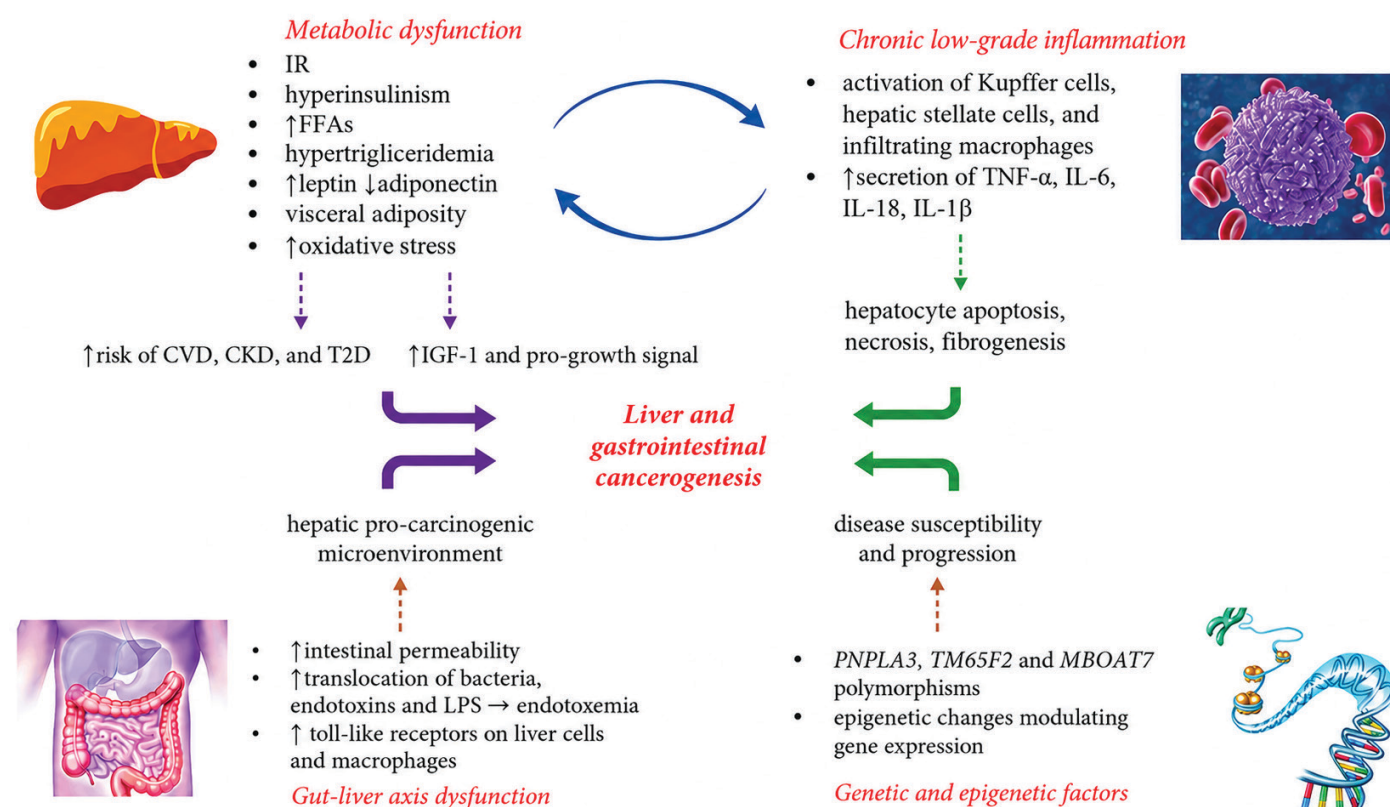 Metabolic dysfunction
• IR
• hyperinsulinism
• ↑FFAs
• hypertrigliceridemia
• ↑leptin ↓adiponectin
• visceral adiposity
• ↑oxidative stress
Chronic low-grade inflammation
• activation of Kupffer cells,
hepatic stellate cells, and
infiltrating macrophages
• ↑secretion of TNF-α, IL-6,
IL-18, IL-1β
↑risk of CVD, CKD, and T2D
↑IGF-1 and pro-growth signal
hepatocyte apoptosis,
necrosis, fibrogenesis
Liver and
gastrointestinal
cancerogenesis
hepatic pro-carcinogenic
microenvironment
disease susceptibility
and progression
• ↑intestinal permeability
• ↑translocation of bacteria,
endotoxins and LPS → endotoxemia
• ↑ toll-like receptors on liver cells
and macrophages
Gut-liver axis dysfunction
• PNPLA3, TM65F2 and MBOAT7
polymorphisms
• epigenetic changes modulating
gene expression
Genetic and epigenetic factors